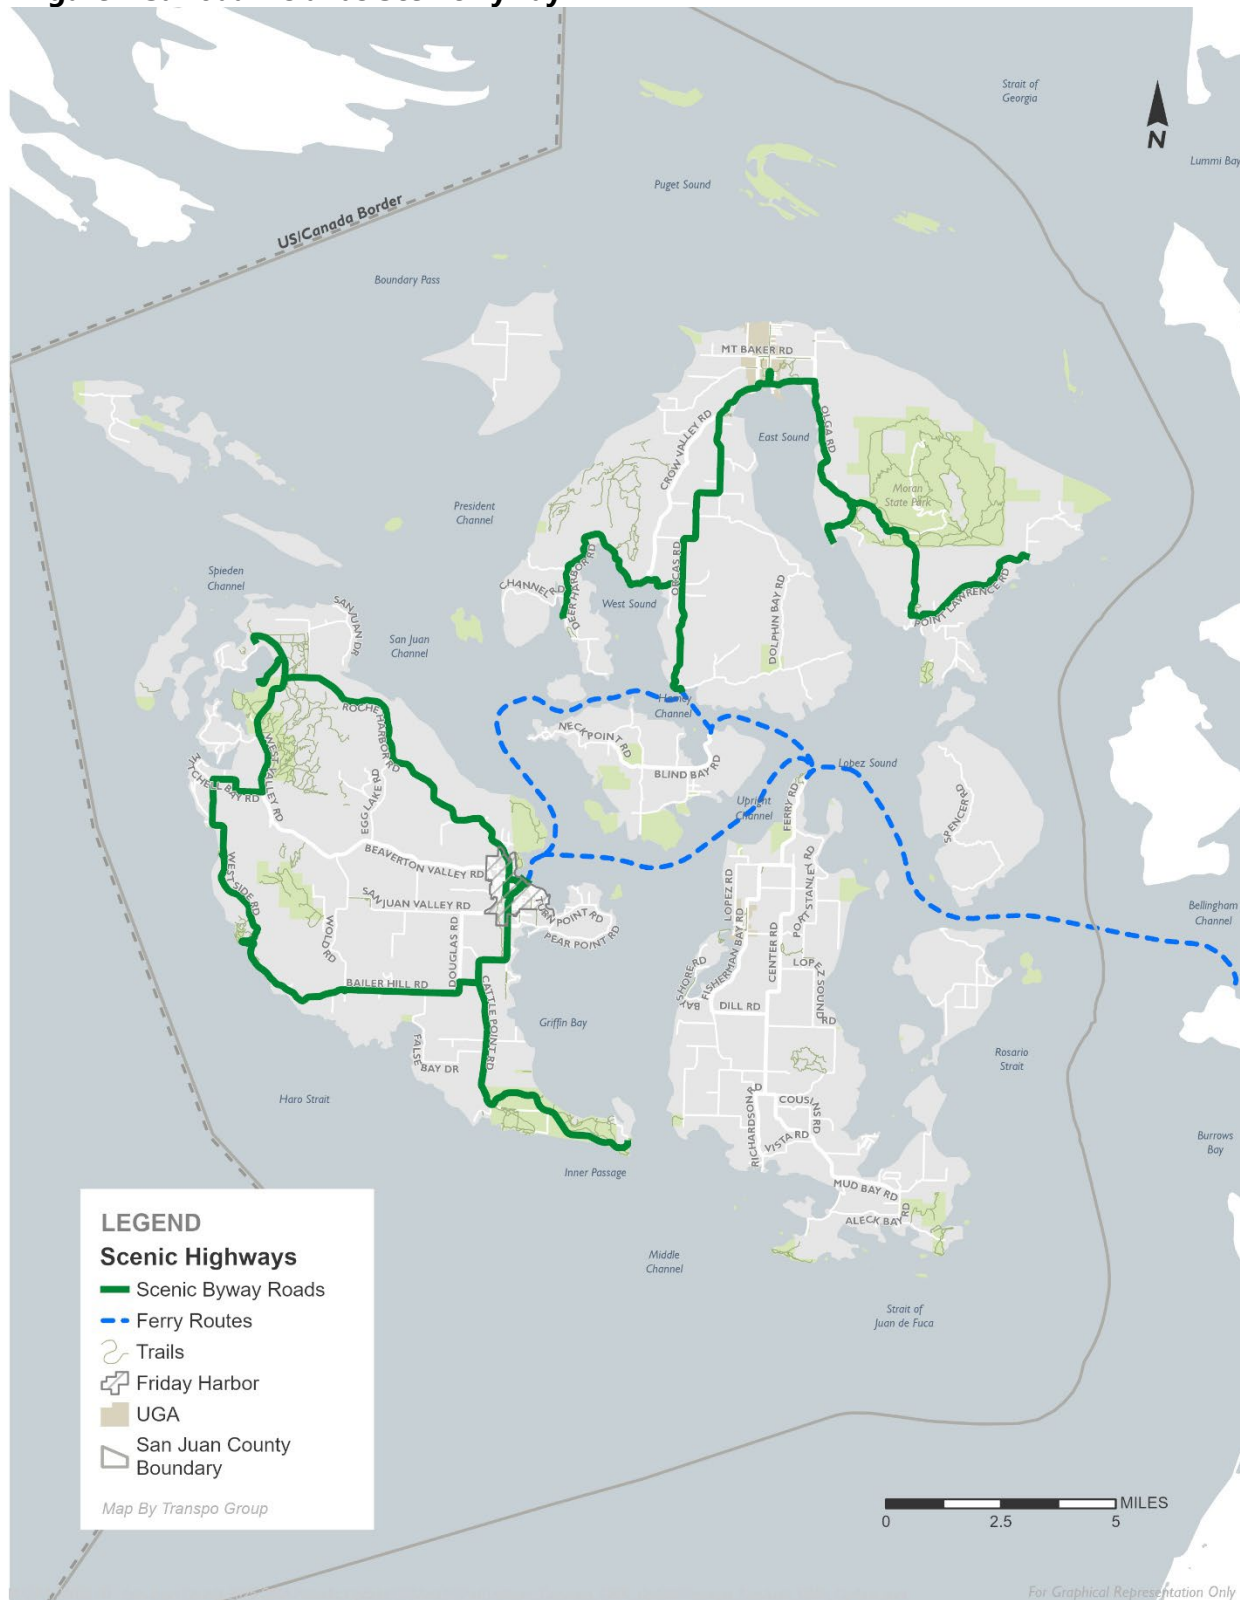 Strait of
Georgia
N
Lummi Bay
Puget Sound
US/Canada Border
Boundary Pass
MT BAKER RD
CROW VALLEY RD
OLGA RD
East Sound
Moran
State Park
President
Channel
ORCAS RD
Spieden
Channel
CHANNEL RD
DEER HARBOR RD
West Sound
DOLPHIN BAY RD
POINT LAWRENCE RD
SAN JUAN DR
San Juan
Channel
Harney
Channel
ROCHE HARBOR RD
NECK POINT RD
BLIND BAY RD
Lopez Sound
WEST VALLEY RD
MITCHELL BAY RD
EGG LAKE RD
Upright
Channel
FERRY RD
SPENCER RD
BEAVERTON VALLEY RD
WEST SIDE RD
SAN JUAN VALLEY RD
TURN POINT RD
PEAR POINT RD
LOPEZ RD
PORT STANLEY RD
Bellingham
Channel
WOLD RD
DOUGLAS RD
FISHERMAN BAY RD
CENTER RD
BAILER HILL RD
CATTLE POINT RD
BAY SHORE RD
LOPEZ SOUND RD
DILL RD
Griffin Bay
FALSE BAY DR
Rosario
Strait
Haro Strait
RICHARDSON RD
COUSINS RD
VISTA RD
Burrows
Bay
Inner Passage
MUD BAY RD
ALECK BAY RD
Middle
Channel
Strait of
Juan de Fuca
LEGEND
Scenic Highways
Scenic Byway Roads
Ferry Routes
Trails
Friday Harbor
UGA
San Juan County
Boundary
Map By Transpo Group
MILES
0 2.5 5
For Graphical Representation Only